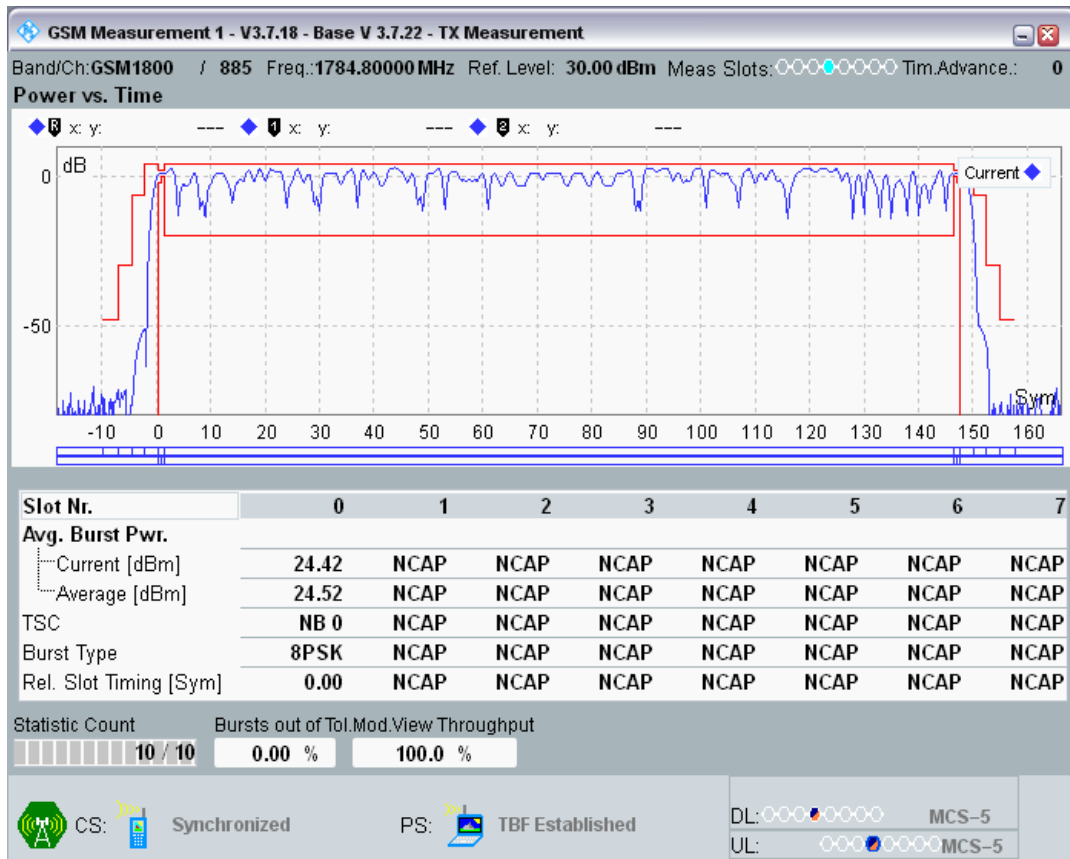 GSM Measurement 1 - V3.7.18 - Base V 3.7.22 - TX Measurement
Band/Ch:GSM1800 / 885 Freq.:1784.80000MHz Ref. Level: 30.00 dBm Meas Slots: Tim.Advance.: 0
Power vs. Time
R x: y: --- 1 x: y: --- 2 x: y: ---
dB
Current
0
-50
Sym
-10 0 10 20 30 40 50 60 70 80 90 100 110 120 130 140 150 160
Slot Nr. 0 1 2 3 4 5 6 7
Avg. Burst Pwr.
Current [dBm] 24.42 NCAP NCAP NCAP NCAP NCAP NCAP NCAP
Average [dBm] 24.52 NCAP NCAP NCAP NCAP NCAP NCAP NCAP
TSC NB 0 NCAP NCAP NCAP NCAP NCAP NCAP NCAP
Burst Type 8PSK NCAP NCAP NCAP NCAP NCAP NCAP NCAP
Rel. Slot Timing [Sym] 0.00 NCAP NCAP NCAP NCAP NCAP NCAP NCAP
Statistic Count Bursts out of Tol.Mod.View Throughput
10 / 10 0.00 % 100.0 %
CS: Synchronized PS: TBF Established
DL: MCS-5
UL: MCS-5